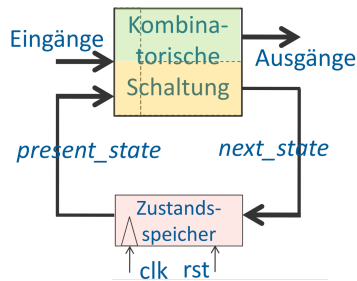 Kombina-
Eingänge
torische
Ausgänge
Schaltung
present_state
next_state
Zustands-
speicher
clk rst